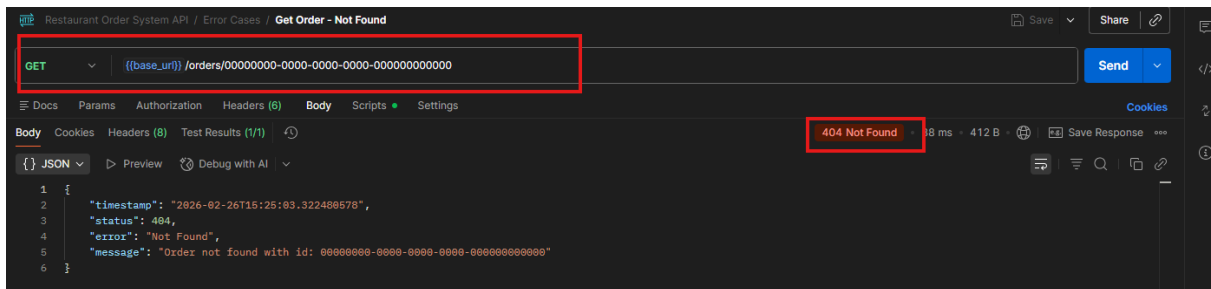 HTTP Restaurant Order System API / Error Cases / Get Order - Not Found Save Share
GET {{base_url}} /orders/00000000-0000-0000-0000-000000000000 Send
Docs Params Authorization Headers (6) Body Scripts Settings Cookies
Body Cookies Headers (8) Test Results (1/1) 404 Not Found 38 ms 412 B e.g. Save Response
{} JSON Preview Debug with AI
1 {
2 "timestamp": "2026-02-26T15:25:03.322480578",
3 "status": 404,
4 "error": "Not Found",
5 "message": "Order not found with id: 00000000-0000-0000-0000-000000000000"
6 }